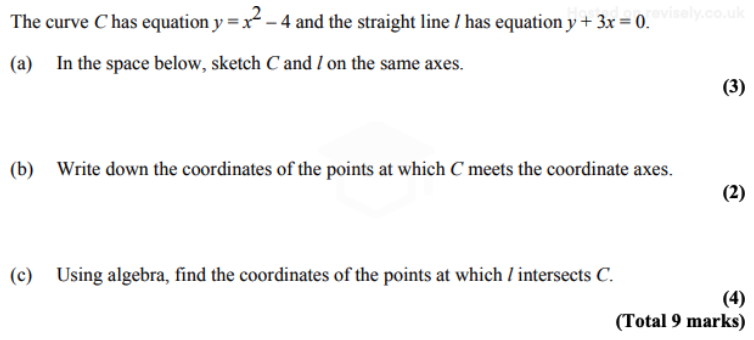 Hosted on revisely.co.uk
The curve C has equation y = x² – 4 and the straight line l has equation y + 3x = 0.
(a) In the space below, sketch C and l on the same axes.
(3)
(b) Write down the coordinates of the points at which C meets the coordinate axes.
(2)
(c) Using algebra, find the coordinates of the points at which l intersects C.
(4)
(Total 9 marks)